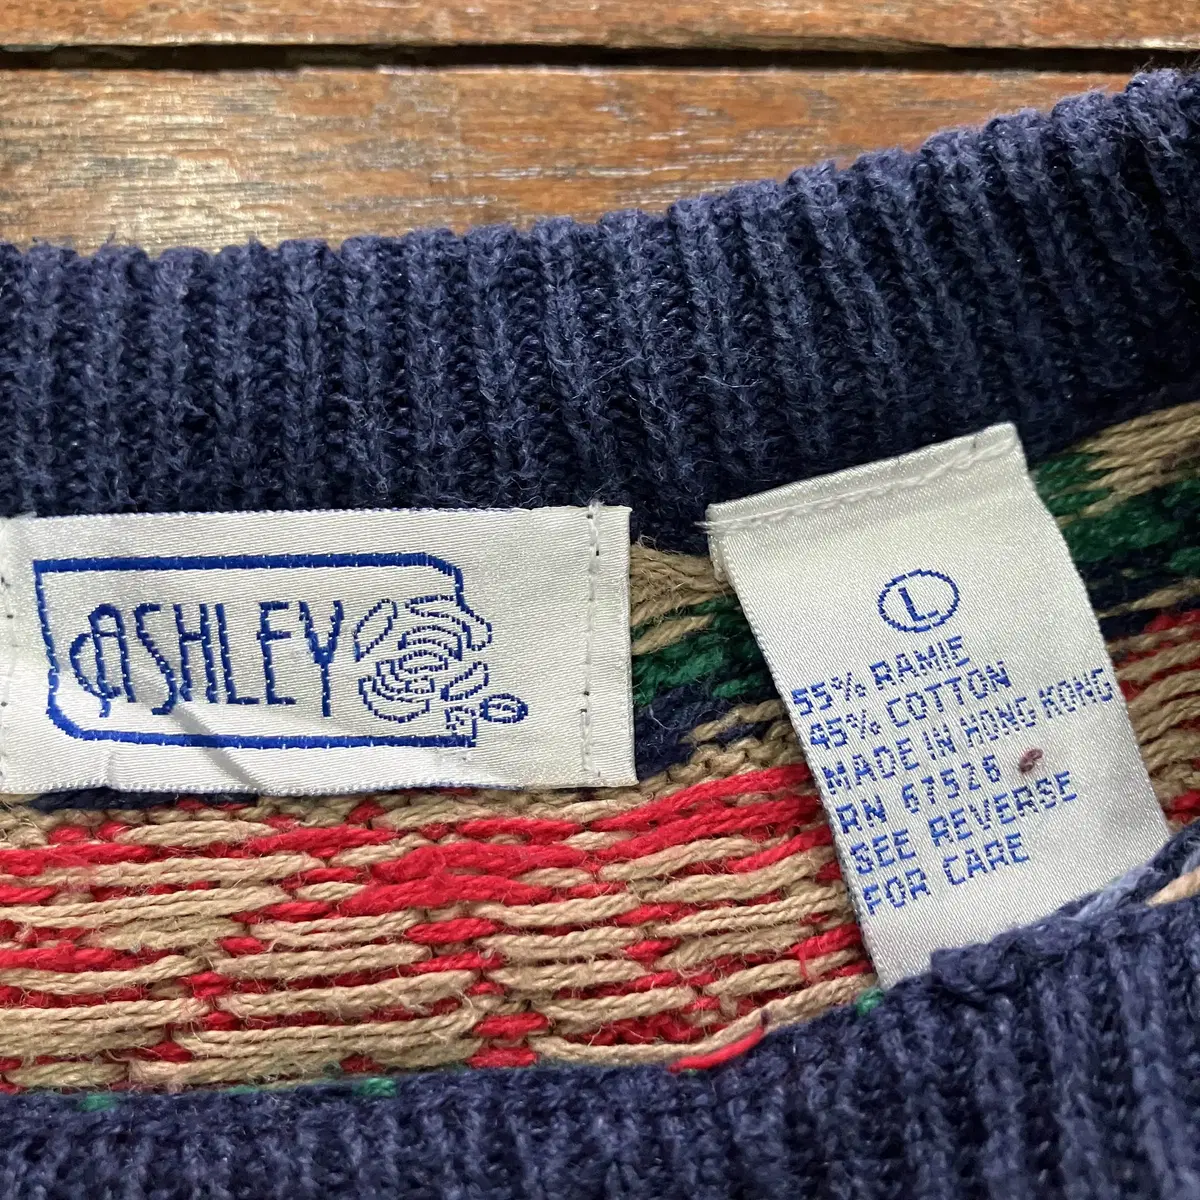 ASHLEY
L
55% RAMIE
45% COTTON
MADE IN HONG KONG
RN 67526
SEE REVERSE
FOR CARE